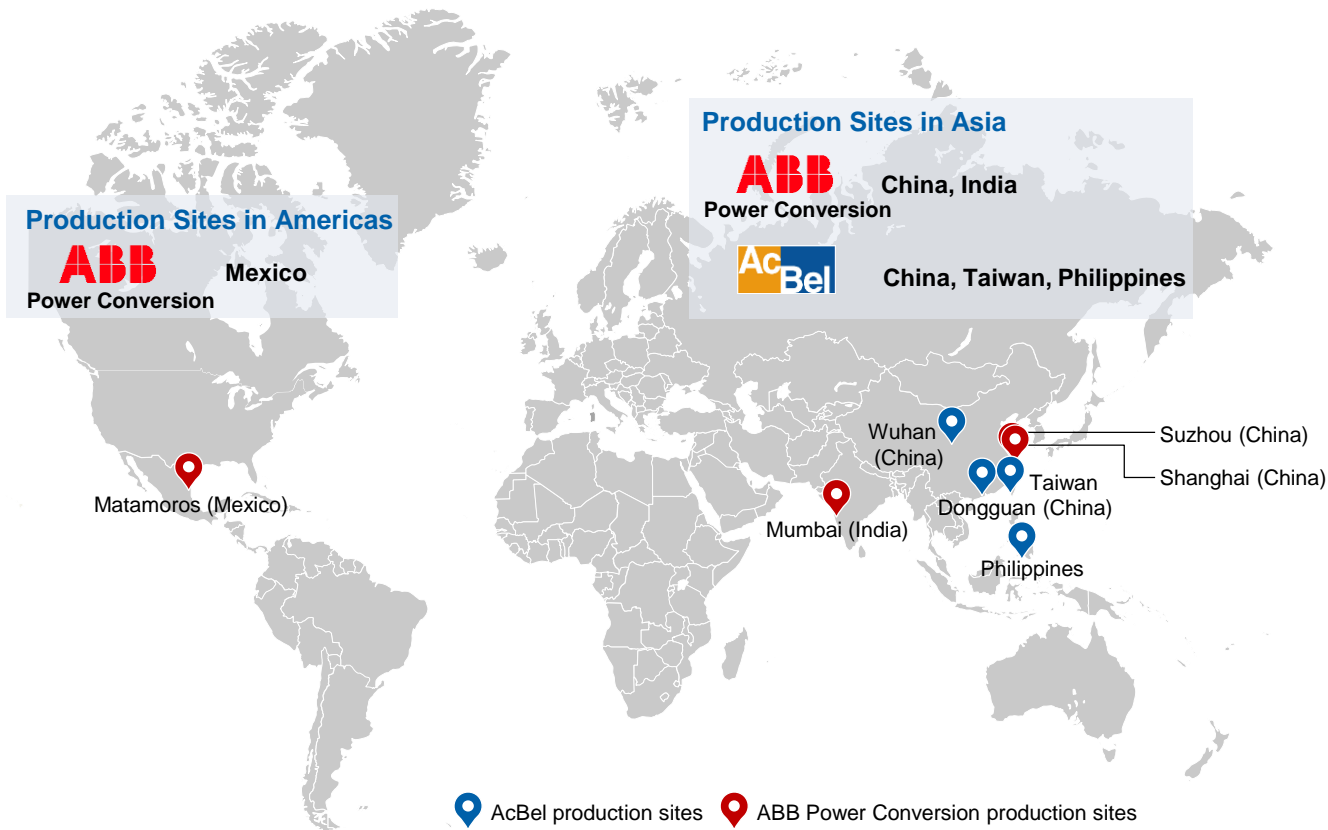 Production Sites in Asia
ABB
China, India
Power Conversion
AcBel
China, Taiwan, Philippines
Production Sites in Americas
ABB
Mexico
Power Conversion
Wuhan
(China)
Suzhou (China)
Shanghai (China)
Taiwan
Dongguan (China)
Matamoros (Mexico)
Mumbai (India)
Philippines
AcBel production sites
ABB Power Conversion production sites